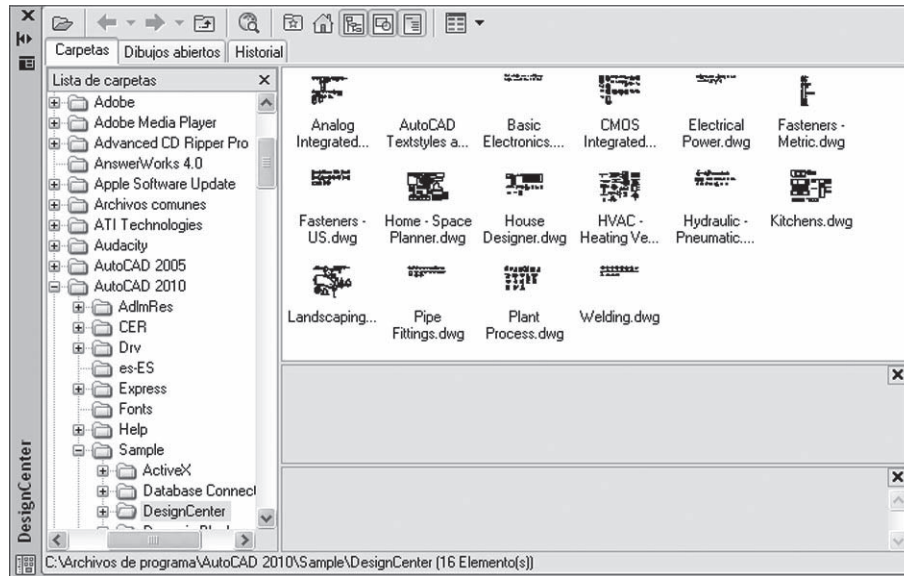 Carpetas
Dibujos abiertos
Historial
Lista de carpetas
Adobe
Adobe Media Player
Advanced CD Ripper Pro
AnswerWorks 4.0
Apple Software Update
Archivos comunes
ATI Technologies
Audacity
AutoCAD 2005
AutoCAD 2010
AdlmRes
CER
Drv
es-ES
Express
Fonts
Help
Sample
ActiveX
Database Connect
DesignCenter
Analog
Integrated...
AutoCAD
Textstyles a...
Basic
Electronics....
CMOS
Integrated...
Electrical
Power.dwg
Fasteners -
Metric.dwg
Fasteners -
US.dwg
Home - Space
Planner.dwg
House
Designer.dwg
HVAC -
Heating Ve...
Hydraulic -
Pneumatic....
Kitchens.dwg
Landscaping...
Pipe
Fittings.dwg
Plant
Process.dwg
Welding.dwg
DesignCenter
C:\Archivos de programa\AutoCAD 2010\Sample\DesignCenter (16 Elemento(s))